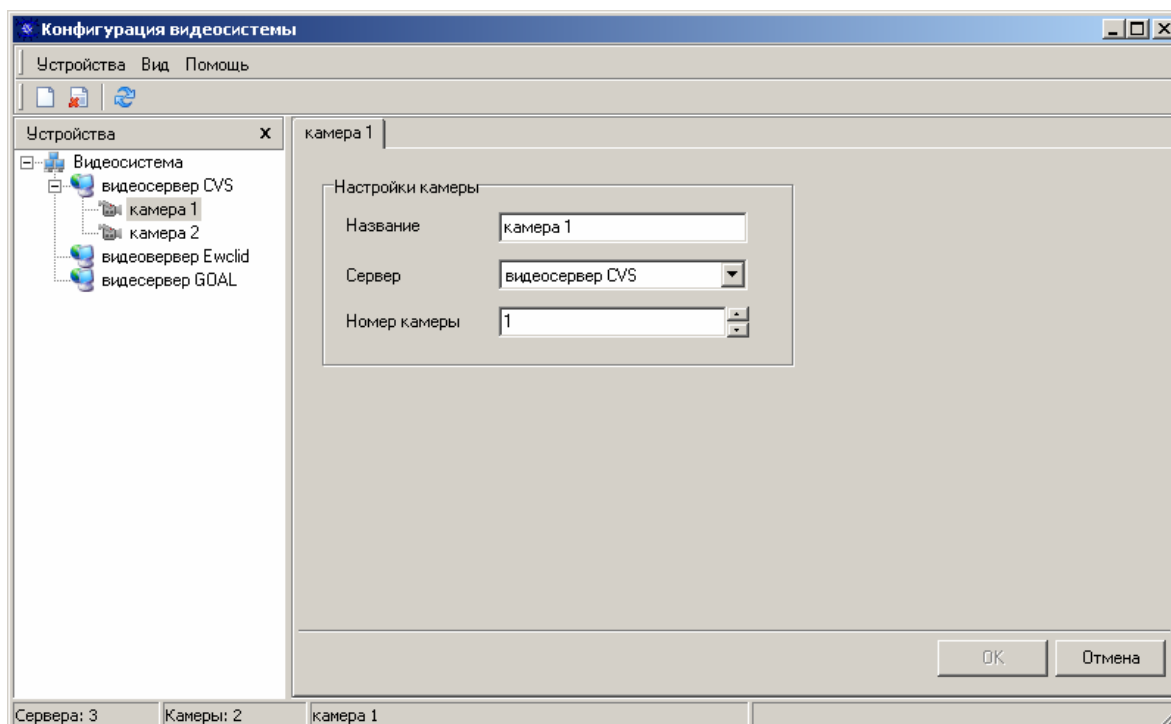 Конфигурация видеосистемы
Устройства Вид Помощь
Устройства x
камера 1
Видеосистема
видеосервер CVS
камера 1
камера 2
видеовервер Ewclid
видесервер GOAL
Настройки камеры
Название камера 1
Сервер видеосервер CVS
Номер камеры 1
OK Отмена
Сервера: 3 Камеры: 2 камера 1